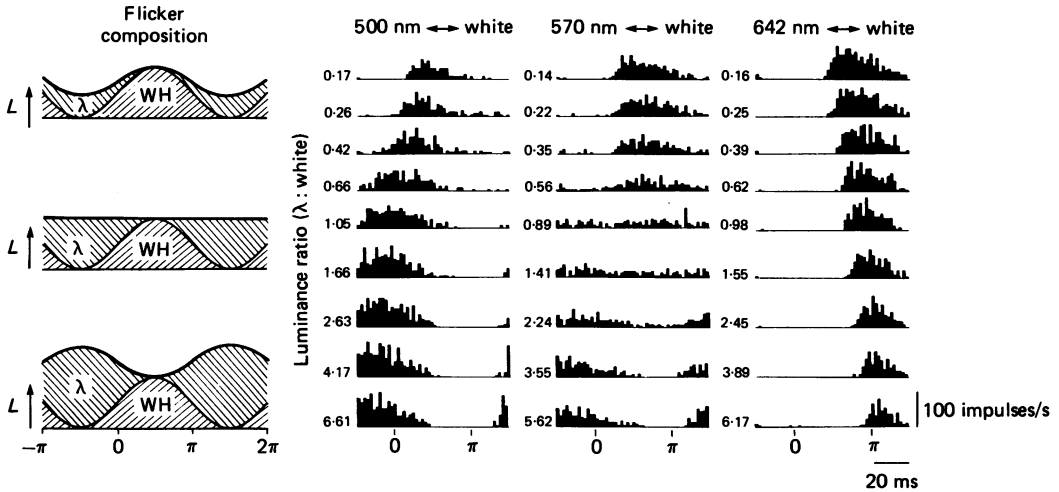 Flicker
composition
500 nm ↔ white
570 nm ↔ white
642 nm ↔ white
L
λ
WH
L
λ
WH
L
λ
WH
−π 0 π 2π
Luminance ratio (λ : white)
0·17
0·26
0·42
0·66
1·05
1·66
2·63
4·17
6·61
0 π
0·14
0·22
0·35
0·56
0·89
1·41
2·24
3·55
5·62
0 π
0·16
0·25
0·39
0·62
0·98
1·55
2·45
3·89
6·17
0 π
100 impulses/s
20 ms